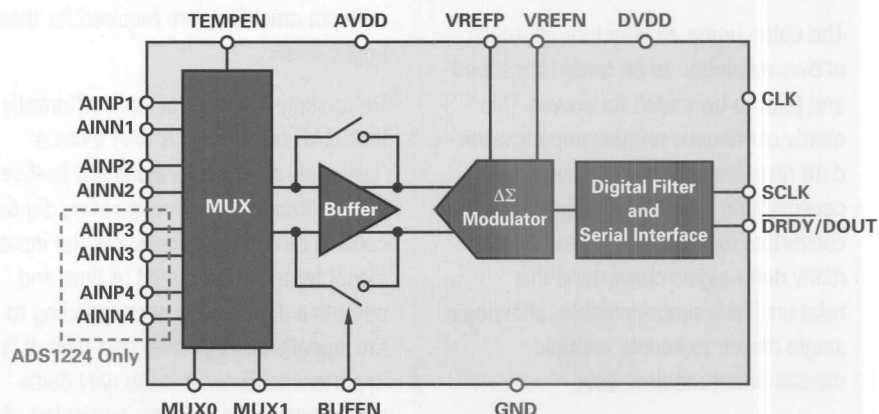 TEMPEN AVDD VREFP VREFN DVDD
AINP1
AINN1
AINP2
AINN2
AINP3
AINN3
AINP4
AINN4
ADS1224 Only
MUX
Buffer
ΔΣ
Modulator
Digital Filter
and
Serial Interface
CLK
SCLK
DRDY/DOUT
MUX0 MUX1 BUFEN GND